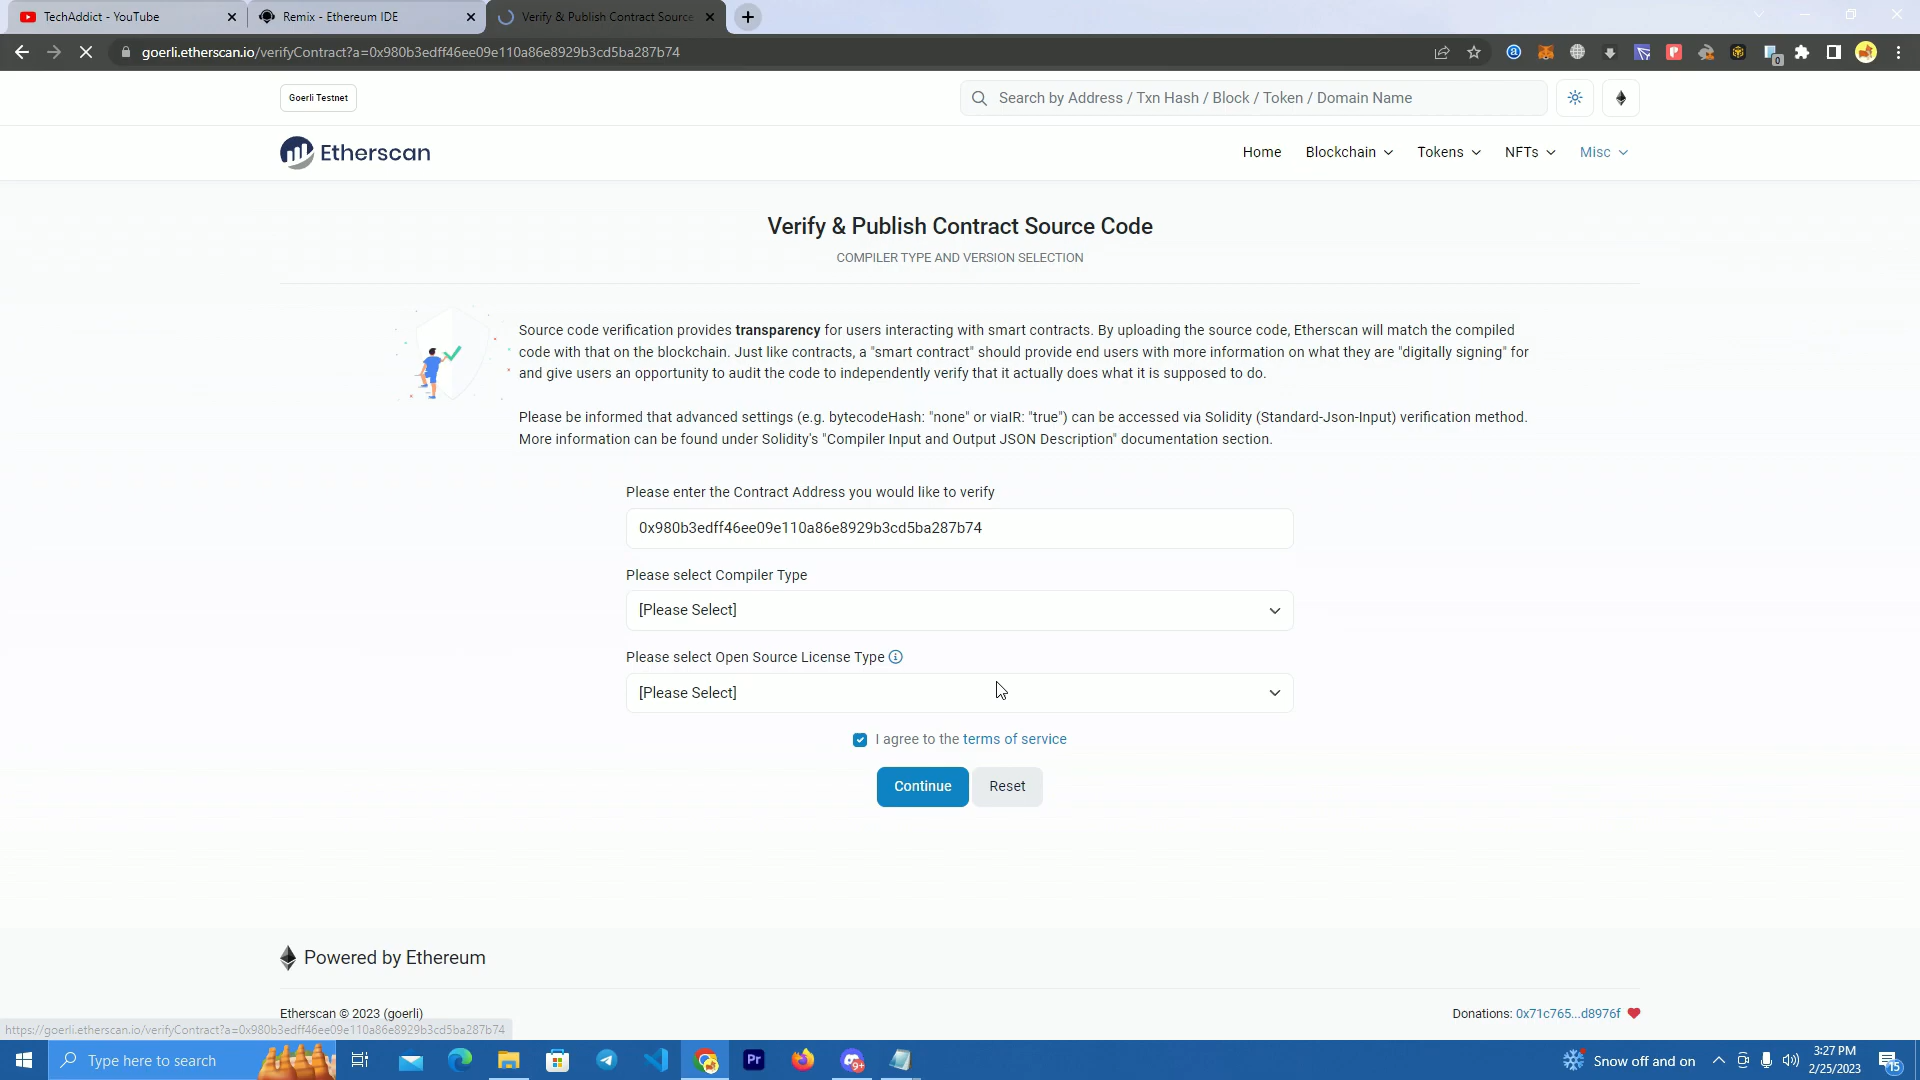 TechAddict - YouTube
Remix - Ethereum IDE
Verify & Publish Contract Source
goerli.etherscan.io/verifyContract?a=0x980b3edff46ee09e110a86e8929b3cd5ba287b74
0
Goerli Testnet
Search by Address / Txn Hash / Block / Token / Domain Name
Etherscan
Home
Blockchain
Tokens
NFTs
Misc
Verify & Publish Contract Source Code
COMPILER TYPE AND VERSION SELECTION
Source code verification provides transparency for users interacting with smart contracts. By uploading the source code, Etherscan will match the compiled
code with that on the blockchain. Just like contracts, a "smart contract" should provide end users with more information on what they are "digitally signing" for
and give users an opportunity to audit the code to independently verify that it actually does what it is supposed to do.
Please be informed that advanced settings (e.g. bytecodeHash: "none" or viaIR: "true") can be accessed via Solidity (Standard-Json-Input) verification method.
More information can be found under Solidity's "Compiler Input and Output JSON Description" documentation section.
Please enter the Contract Address you would like to verify
0x980b3edff46ee09e110a86e8929b3cd5ba287b74
Please select Compiler Type
[Please Select]
Please select Open Source License Type
[Please Select]
I agree to the terms of service
Continue
Reset
Powered by Ethereum
Etherscan © 2023 (goerli)
Donations: 0x71c765...d8976f
https://goerli.etherscan.io/verifyContract?a=0x980b3edff46ee09e110a86e8929b3cd5ba287b74
Type here to search
Pr
9+
Snow off and on
3:27 PM
2/25/2023
15